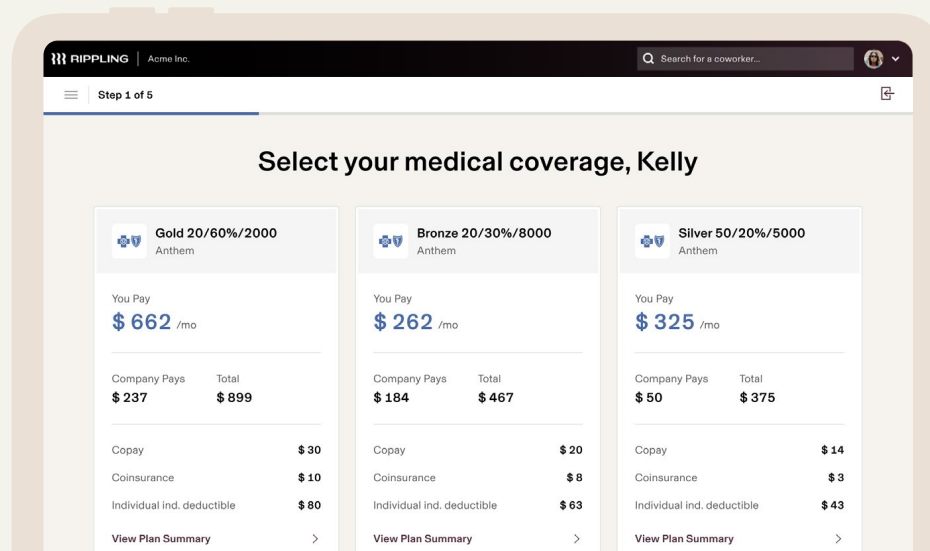 RIPPLING Acme Inc. Search for a coworker...
Step 1 of 5
Select your medical coverage, Kelly
Gold 20/60%/2000
Anthem
You Pay
$ 662 /mo
Company Pays Total
$ 237 $ 899
Copay $ 30
Coinsurance $ 10
Individual ind. deductible $ 80
View Plan Summary
Bronze 20/30%/8000
Anthem
You Pay
$ 262 /mo
Company Pays Total
$ 184 $ 467
Copay $ 20
Coinsurance $ 8
Individual ind. deductible $ 63
View Plan Summary
Silver 50/20%/5000
Anthem
You Pay
$ 325 /mo
Company Pays Total
$ 50 $ 375
Copay $ 14
Coinsurance $ 3
Individual ind. deductible $ 43
View Plan Summary